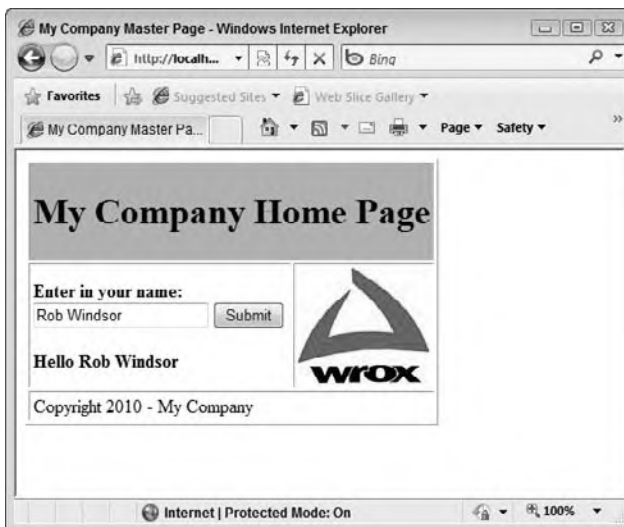 My Company Master Page - Windows Internet Explorer
http://localh... Bing
Favorites Suggested Sites Web Slice Gallery
My Company Master Pa... Page Safety »
My Company Home Page
Enter in your name:
Rob Windsor Submit
Hello Rob Windsor
wrox
Copyright 2010 - My Company
Internet | Protected Mode: On 100%